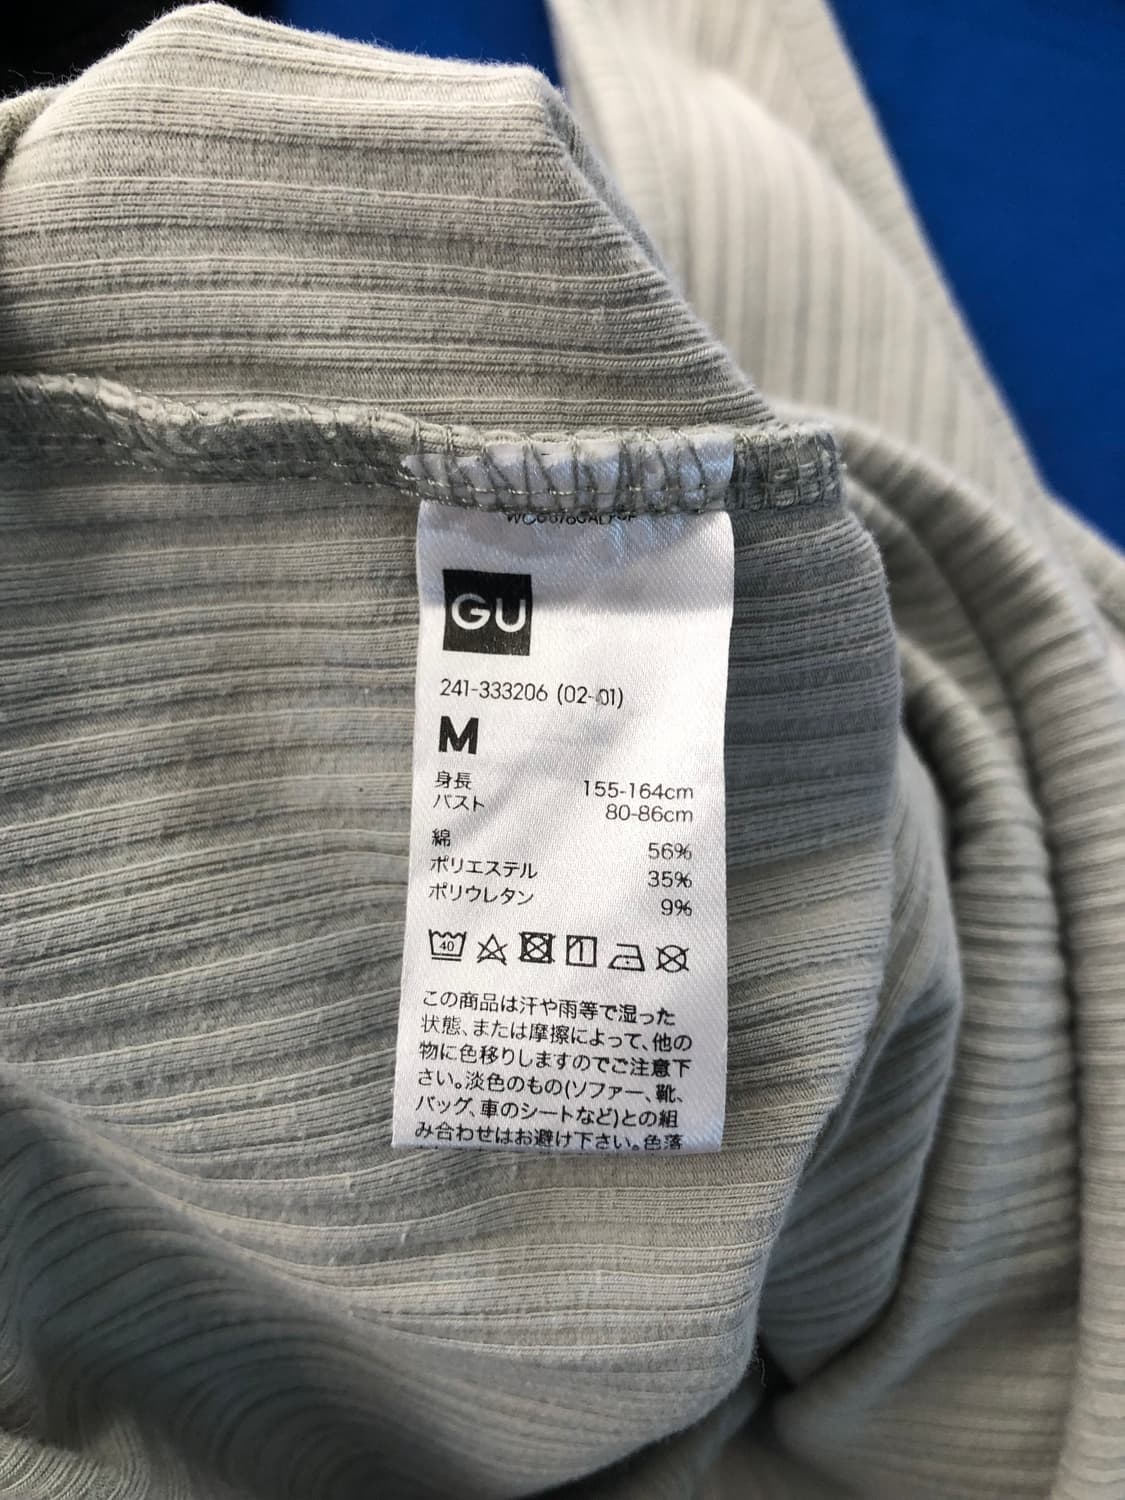 GU
241-333206 (02-01)
M
身長 155-164cm
バスト 80-86cm
綿 56%
ポリエステル 35%
ポリウレタン 9%
40
この商品は汗や雨等で湿った
状態、または摩擦によって、他の
物に色移りしますのでご注意下
さい。淡色のもの(ソファー、靴、
バッグ、車のシートなど)との組
み合わせはお避け下さい。色落